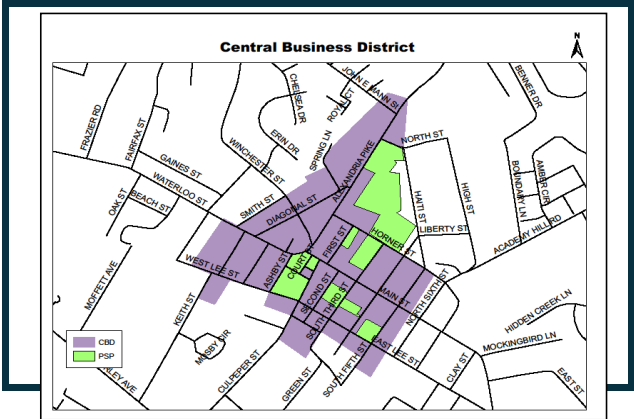 Central Business District
N
JOHN E MANN ST
BENNER DR
CHELSEA DR
ROYAL CT
FRAZIER RD
FAIRFAX ST
ERIN DR
SPRING LN
ALEXANDRIA PIKE
NORTH ST
WINCHESTER ST
GAINES ST
WATERLOO ST
OAK ST
BEACH ST
SMITH ST
DIAGONAL ST
HAITI ST
HIGH ST
BOUNDARY LN
AMBER CIR
LIBERTY ST
ACADEMY HILL RD
HORNER ST
FIRST ST
COURT ST
ASHBY ST
WEST LEE ST
MOFFETT AVE
KEITH ST
SECOND ST
SOUTH THIRD ST
MAIN ST
NORTH SIXTH ST
HIDDEN CREEK LN
MOCKINGBIRD LN
MOSBY CIR
EAST LEE ST
CLAY ST
EAST ST
CULPEPER ST
GREEN ST
SOUTH FIFTH ST
CBD
PSP
RLEY AVE